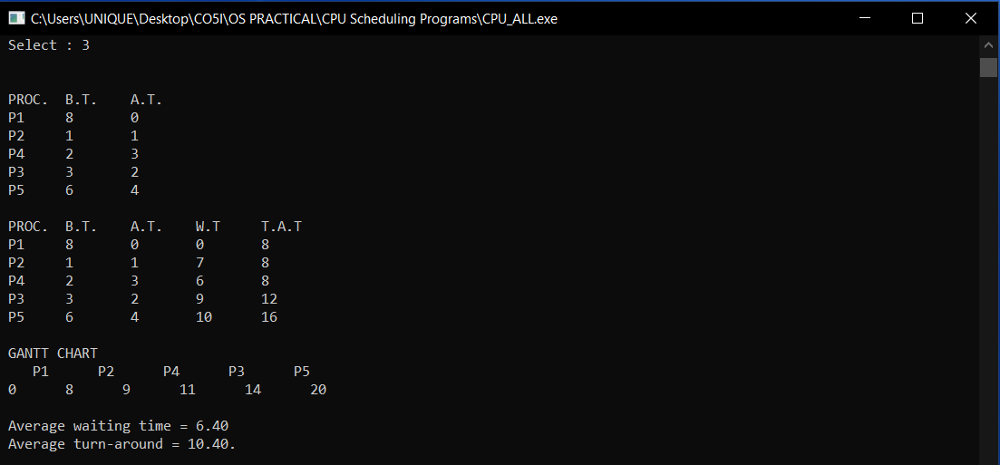 C:\Users\UNIQUE\Desktop\CO5I\OS PRACTICAL\CPU Scheduling Programs\CPU_ALL.exe
Select : 3
PROC. B.T. A.T.
P1 8 0
P2 1 1
P4 2 3
P3 3 2
P5 6 4
PROC. B.T. A.T. W.T T.A.T
P1 8 0 0 8
P2 1 1 7 8
P4 2 3 6 8
P3 3 2 9 12
P5 6 4 10 16
GANTT CHART
P1 P2 P4 P3 P5
0 8 9 11 14 20
Average waiting time = 6.40
Average turn-around = 10.40.